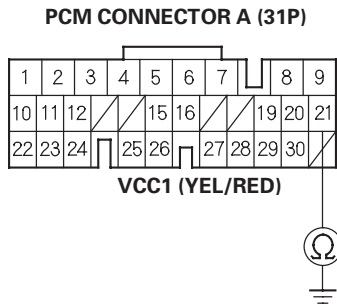 PCM CONNECTOR A (31P)
1 2 3 4 5 6 7 8 9
10 11 12 15 16 19 20 21
22 23 24 25 26 27 28 29 30
VCC1 (YEL/RED)
Ω